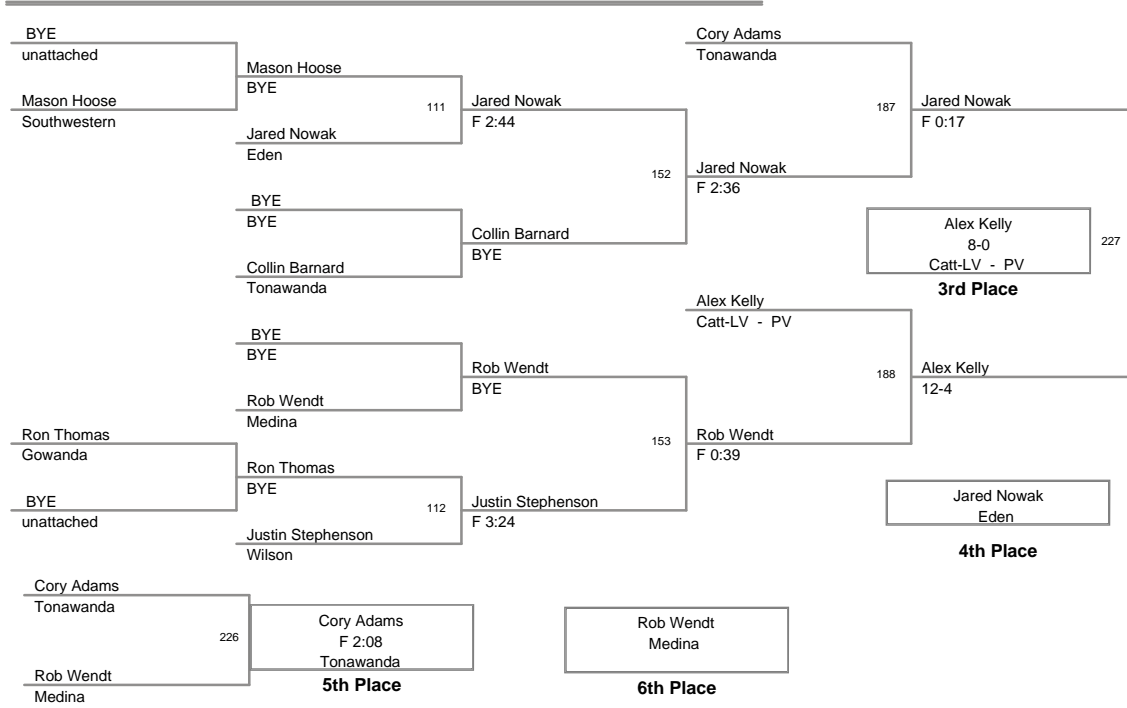 BYE
unattached
Mason Hoose
Southwestern
Mason Hoose
BYE
111
Jared Nowak
Eden
Jared Nowak
F 2:44
BYE
BYE
Collin Barnard
Tonawanda
Collin Barnard
BYE
152
Jared Nowak
F 2:36
Cory Adams
Tonawanda
187
Jared Nowak
F 0:17
Alex Kelly
8-0
Catt-LV - PV
227
3rd Place
BYE
BYE
Rob Wendt
Medina
Rob Wendt
BYE
Ron Thomas
Gowanda
BYE
unattached
Ron Thomas
BYE
112
Justin Stephenson
Wilson
Justin Stephenson
F 3:24
153
Rob Wendt
F 0:39
Alex Kelly
Catt-LV - PV
188
Alex Kelly
12-4
Jared Nowak
Eden
4th Place
Cory Adams
Tonawanda
226
Rob Wendt
Medina
Cory Adams
F 2:08
Tonawanda
5th Place
Rob Wendt
Medina
6th Place